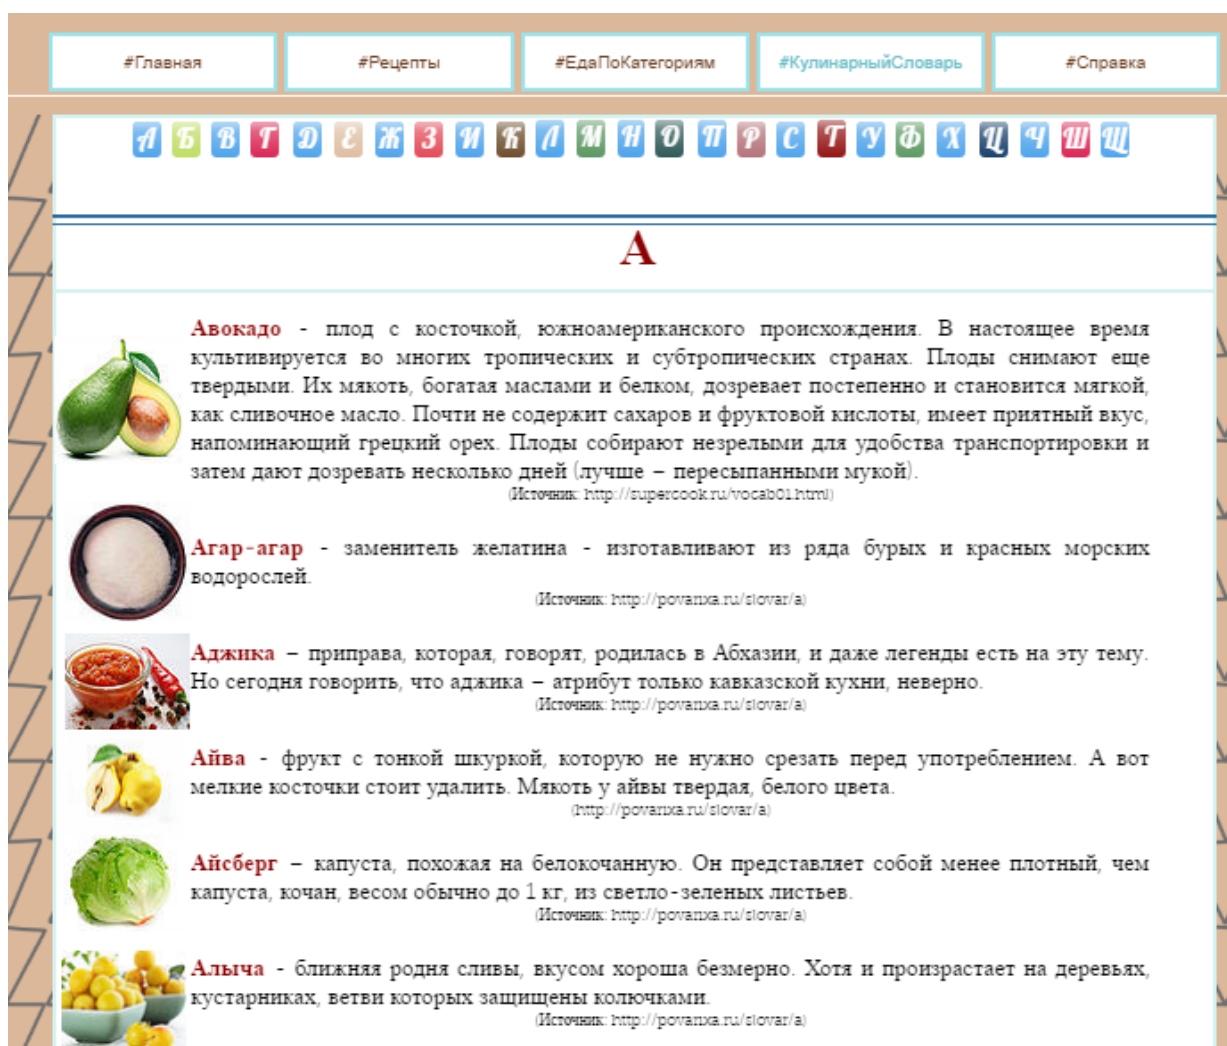 #Главная #Рецепты #ЕдаПоКатегориям #КулинарныйСловарь #Справка
А Б В Г Д Е Ж З И К Л М Н О П Р С Т У Ф Х Ц Ч Ш Щ
А
Авокадо - плод с косточкой, южноамериканского происхождения. В настоящее время
культивируется во многих тропических и субтропических странах. Плоды снимают еще
твердыми. Их мякоть, богатая маслами и белком, дозревает постепенно и становится мягкой,
как сливочное масло. Почти не содержит сахаров и фруктовой кислоты, имеет приятный вкус,
напоминающий грецкий орех. Плоды собирают незрелыми для удобства транспортировки и
затем дают дозревать несколько дней (лучше – пересыпанными мукой).
(Источник: http://supercook.ru/vocab01.html)
Агар-агар - заменитель желатина - изготавливают из ряда бурых и красных морских
водорослей.
(Источник: http://povarixa.ru/slovar/a)
Аджика – приправа, которая, говорят, родилась в Абхазии, и даже легенды есть на эту тему.
Но сегодня говорить, что аджика – атрибут только кавказской кухни, неверно.
(Источник: http://povarixa.ru/slovar/a)
Айва - фрукт с тонкой шкуркой, которую не нужно срезать перед употреблением. А вот
мелкие косточки стоит удалить. Мякоть у айвы твердая, белого цвета.
(http://povarixa.ru/slovar/a)
Айсберг – капуста, похожая на белокочанную. Он представляет собой менее плотный, чем
капуста, кочан, весом обычно до 1 кг, из светло-зеленых листьев.
(Источник: http://povarixa.ru/slovar/a)
Алыча - ближняя родня сливы, вкусом хороша безмерно. Хотя и произрастает на деревьях,
кустарниках, ветви которых защищены колючками.
(Источник: http://povarixa.ru/slovar/a)